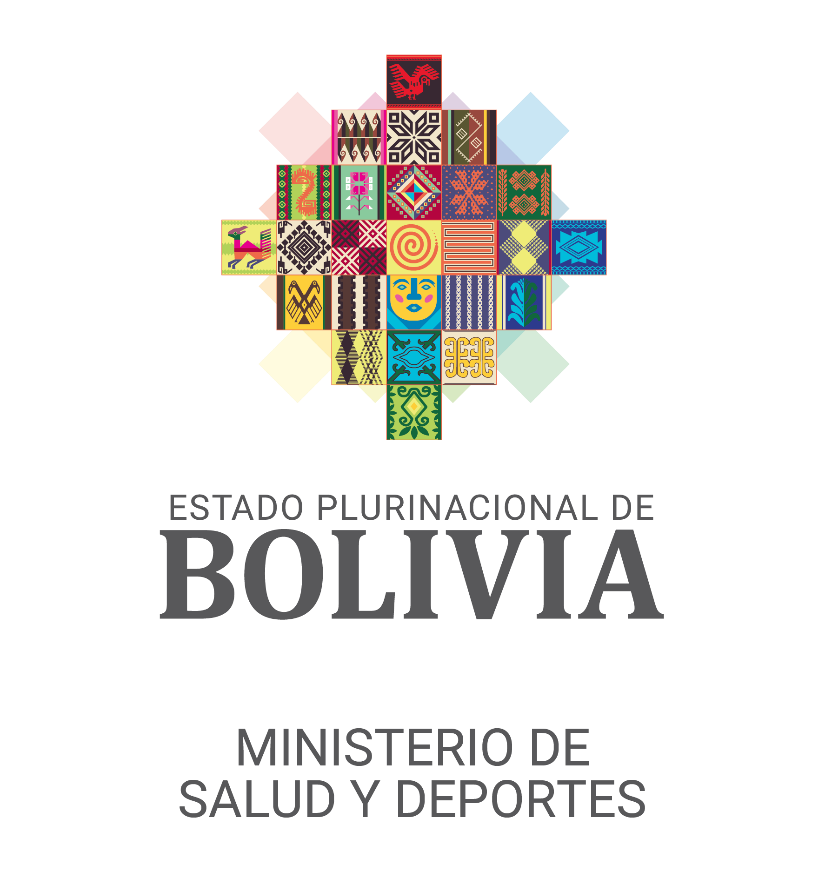 ESTADO PLURINACIONAL DE
BOLIVIA
MINISTERIO DE
SALUD Y DEPORTES